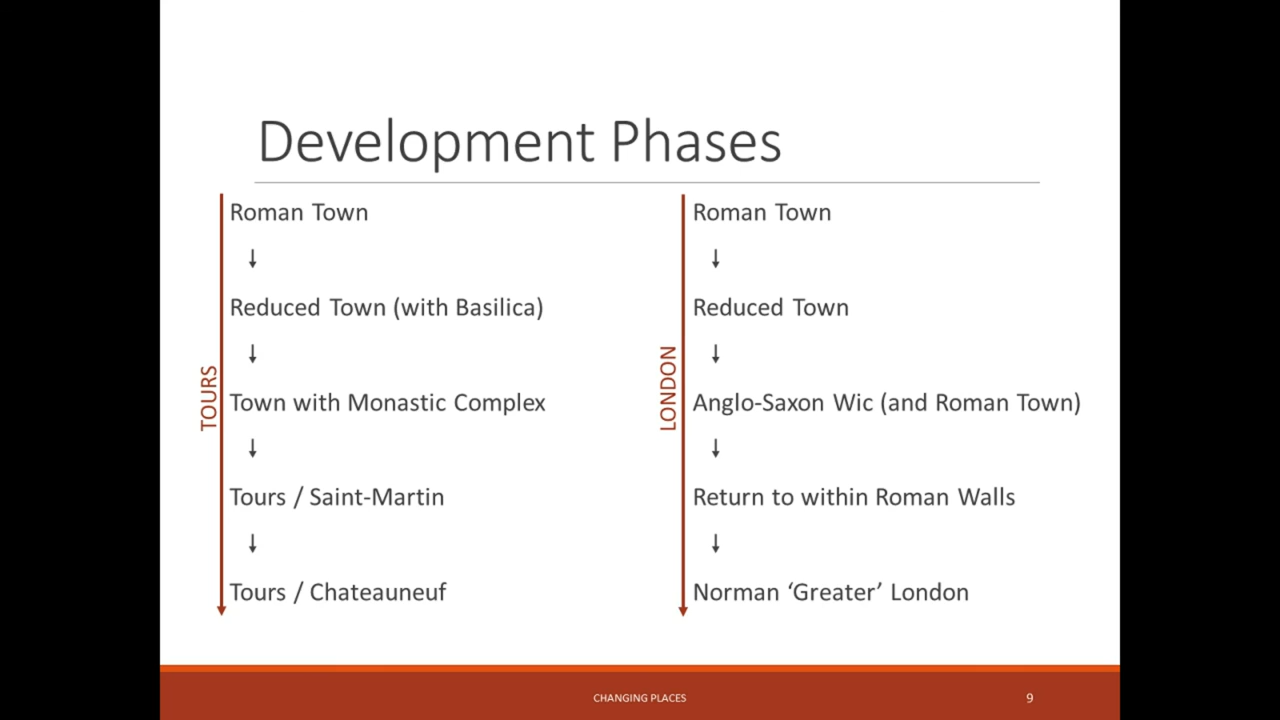 Development Phases
TOURS
Roman Town
↓
Reduced Town (with Basilica)
↓
Town with Monastic Complex
↓
Tours / Saint-Martin
↓
Tours / Chateauneuf
LONDON
Roman Town
↓
Reduced Town
↓
Anglo-Saxon Wic (and Roman Town)
↓
Return to within Roman Walls
↓
Norman ‘Greater’ London
CHANGING PLACES
9